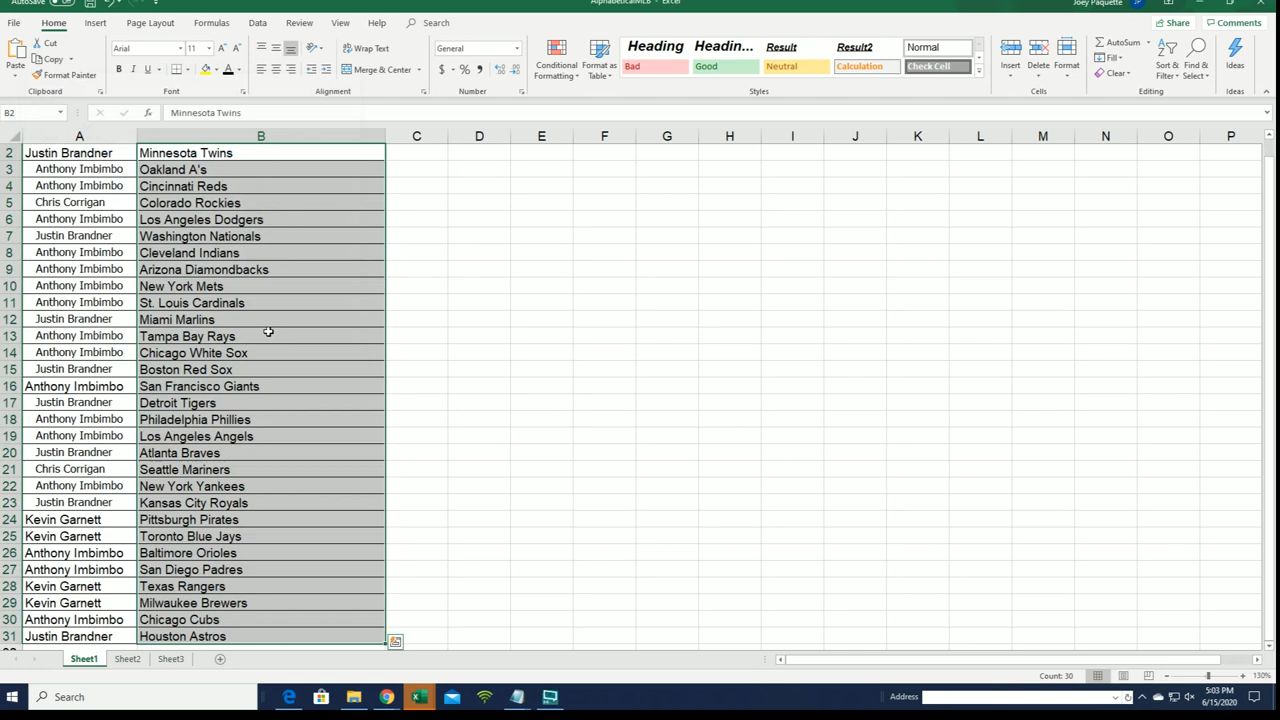 AutoSave Off AlphabeticalMLB - Excel Joey Paquette JP
File Home Insert Page Layout Formulas Data Review View Help Search Share Comments
Paste Cut Copy Format Painter Clipboard
Arial 11 B I U A Font
Wrap Text Merge & Center Alignment
General $ % Number
Conditional Formatting Format as Table
Heading Headin... Result Result2 Normal
Bad Good Neutral Calculation Check Cell
Styles
Insert Delete Format Cells
AutoSum Fill Clear Sort & Filter Find & Select Editing
Ideas Ideas
B2 fx Minnesota Twins
A B C D E F G H I J K L M N O P
2 Justin Brandner Minnesota Twins
3 Anthony Imbimbo Oakland A's
4 Anthony Imbimbo Cincinnati Reds
5 Chris Corrigan Colorado Rockies
6 Anthony Imbimbo Los Angeles Dodgers
7 Justin Brandner Washington Nationals
8 Anthony Imbimbo Cleveland Indians
9 Anthony Imbimbo Arizona Diamondbacks
10 Anthony Imbimbo New York Mets
11 Anthony Imbimbo St. Louis Cardinals
12 Justin Brandner Miami Marlins
13 Anthony Imbimbo Tampa Bay Rays
14 Anthony Imbimbo Chicago White Sox
15 Justin Brandner Boston Red Sox
16 Anthony Imbimbo San Francisco Giants
17 Justin Brandner Detroit Tigers
18 Anthony Imbimbo Philadelphia Phillies
19 Anthony Imbimbo Los Angeles Angels
20 Justin Brandner Atlanta Braves
21 Chris Corrigan Seattle Mariners
22 Anthony Imbimbo New York Yankees
23 Justin Brandner Kansas City Royals
24 Kevin Garnett Pittsburgh Pirates
25 Kevin Garnett Toronto Blue Jays
26 Anthony Imbimbo Baltimore Orioles
27 Anthony Imbimbo San Diego Padres
28 Kevin Garnett Texas Rangers
29 Kevin Garnett Milwaukee Brewers
30 Anthony Imbimbo Chicago Cubs
31 Justin Brandner Houston Astros
Sheet1 Sheet2 Sheet3
Count: 30 130%
Search Address 5:03 PM
6/15/2020